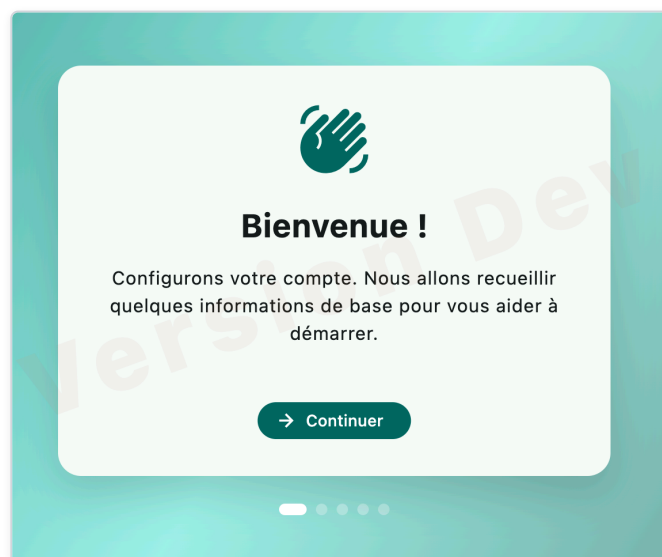 Bienvenue !
Configurons votre compte. Nous allons recueillir
quelques informations de base pour vous aider à
démarrer.
Continuer
Version Dev